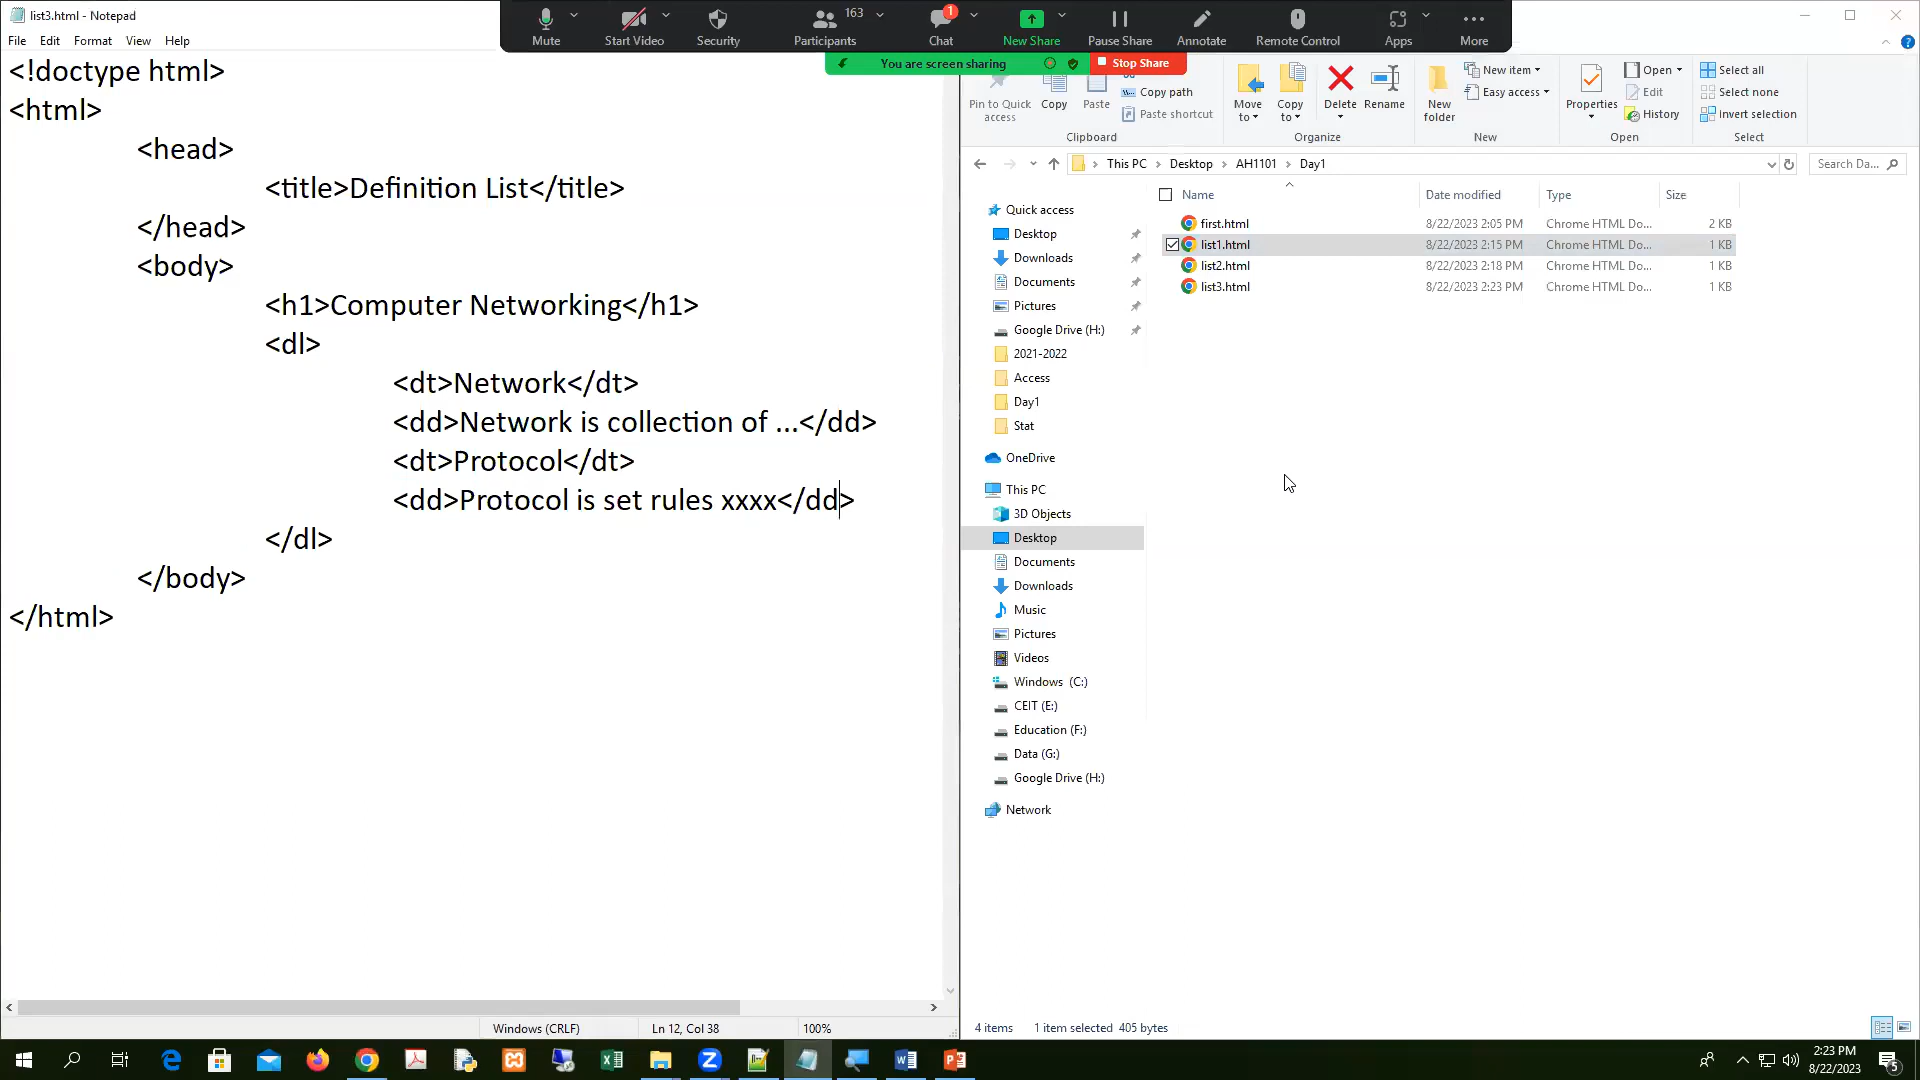 list3.html - Notepad
File Edit Format View Help
<!doctype html>
<html>
<head>
<title>Definition List</title>
</head>
<body>
<h1>Computer Networking</h1>
<dl>
<dt>Network</dt>
<dd>Network is collection of ...</dd>
<dt>Protocol</dt>
<dd>Protocol is set rules xxxx</dd>
</dl>
</body>
</html>
Windows (CRLF) Ln 12, Col 38 100%
Mute Start Video Security Participants 163 Chat 1 New Share Pause Share Annotate Remote Control Apps More
You are screen sharing Stop Share
Pin to Quick access Copy Paste Copy path Paste shortcut
Move to Copy to Delete Rename New folder New item Easy access
Properties Open Edit History Select all Select none Invert selection
Clipboard Organize New Open Select
This PC Desktop AH1101 Day1 Search Da...
Name Date modified Type Size
first.html 8/22/2023 2:05 PM Chrome HTML Do... 2 KB
list1.html 8/22/2023 2:15 PM Chrome HTML Do... 1 KB
list2.html 8/22/2023 2:18 PM Chrome HTML Do... 1 KB
list3.html 8/22/2023 2:23 PM Chrome HTML Do... 1 KB
Quick access
Desktop
Downloads
Documents
Pictures
Google Drive (H:)
2021-2022
Access
Day1
Stat
OneDrive
This PC
3D Objects
Desktop
Documents
Downloads
Music
Pictures
Videos
Windows (C:)
CEIT (E:)
Education (F:)
Data (G:)
Google Drive (H:)
Network
4 items 1 item selected 405 bytes
2:23 PM
8/22/2023
5